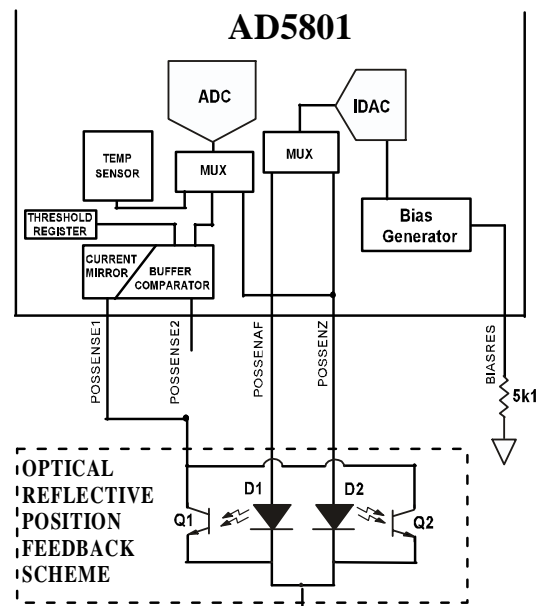 AD5801
ADC
IDAC
TEMP
SENSOR
MUX
MUX
THRESHOLD
REGISTER
Bias
Generator
CURRENT
MIRROR
BUFFER
COMPARATOR
POSSENSE1
POSSENSE2
POSSENAF
POSSENZ
BIASRES
5k1
OPTICAL
REFLECTIVE
POSITION
FEEDBACK
SCHEME
Q1
D1
D2
Q2